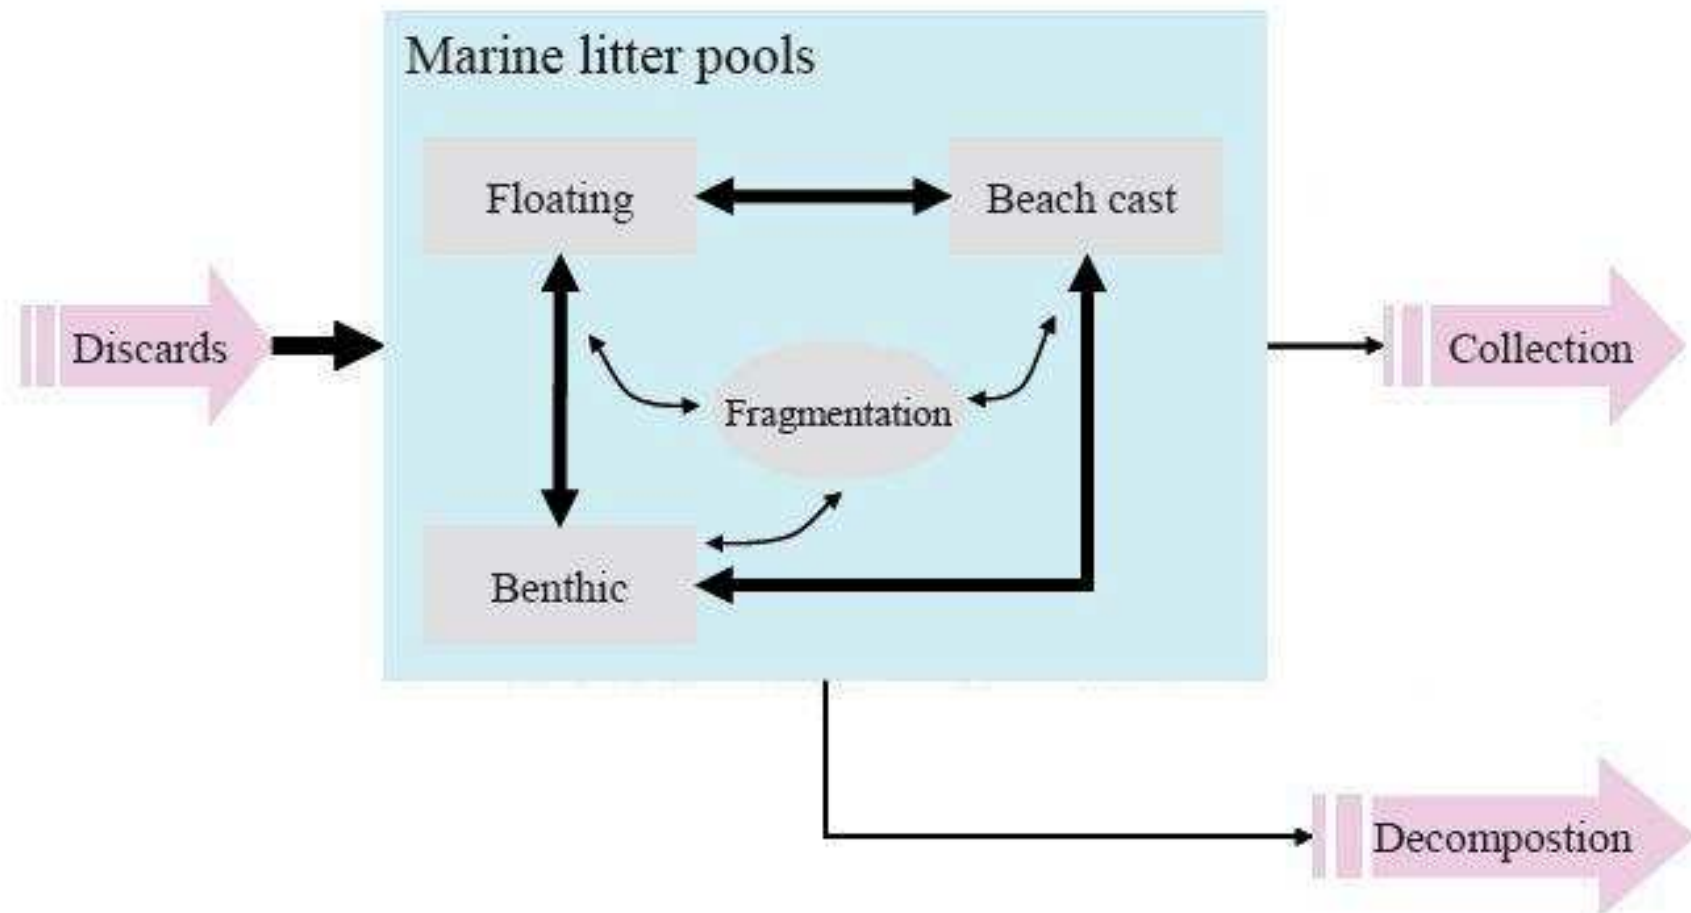 Marine litter pools
Floating
Beach cast
Discards
Collection
Fragmentation
Benthic
Decompostion